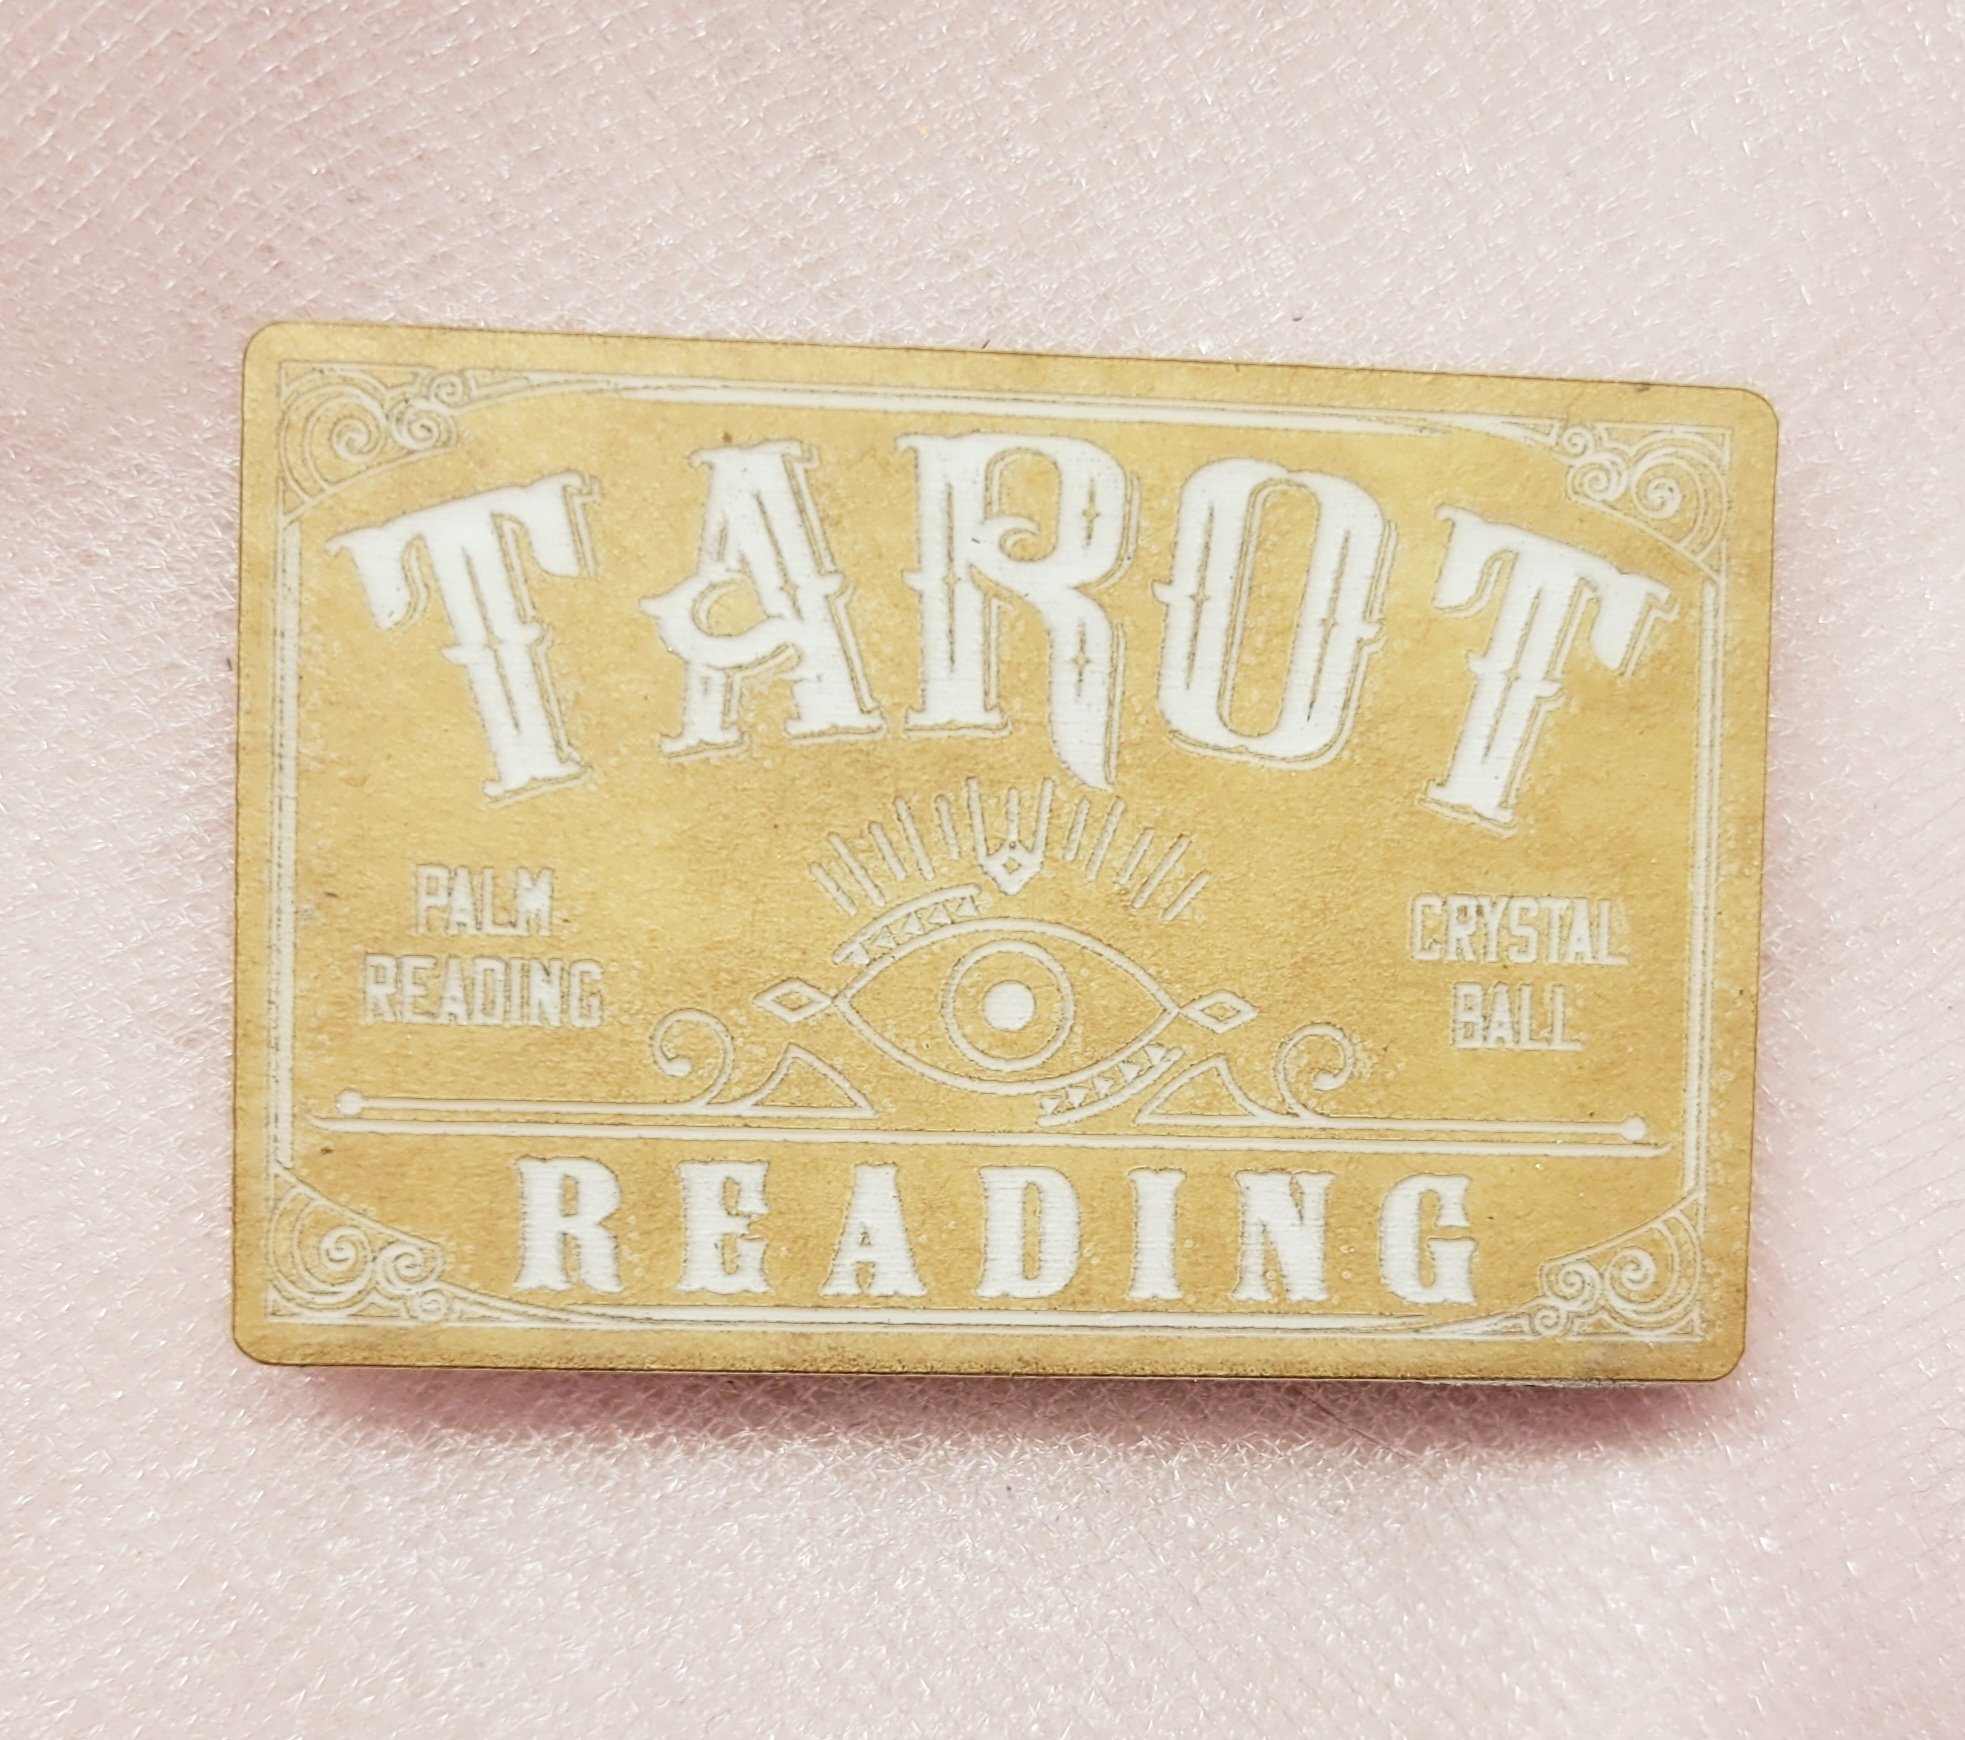 TAROT
PALM
READING
CRYSTAL
BALL
READING